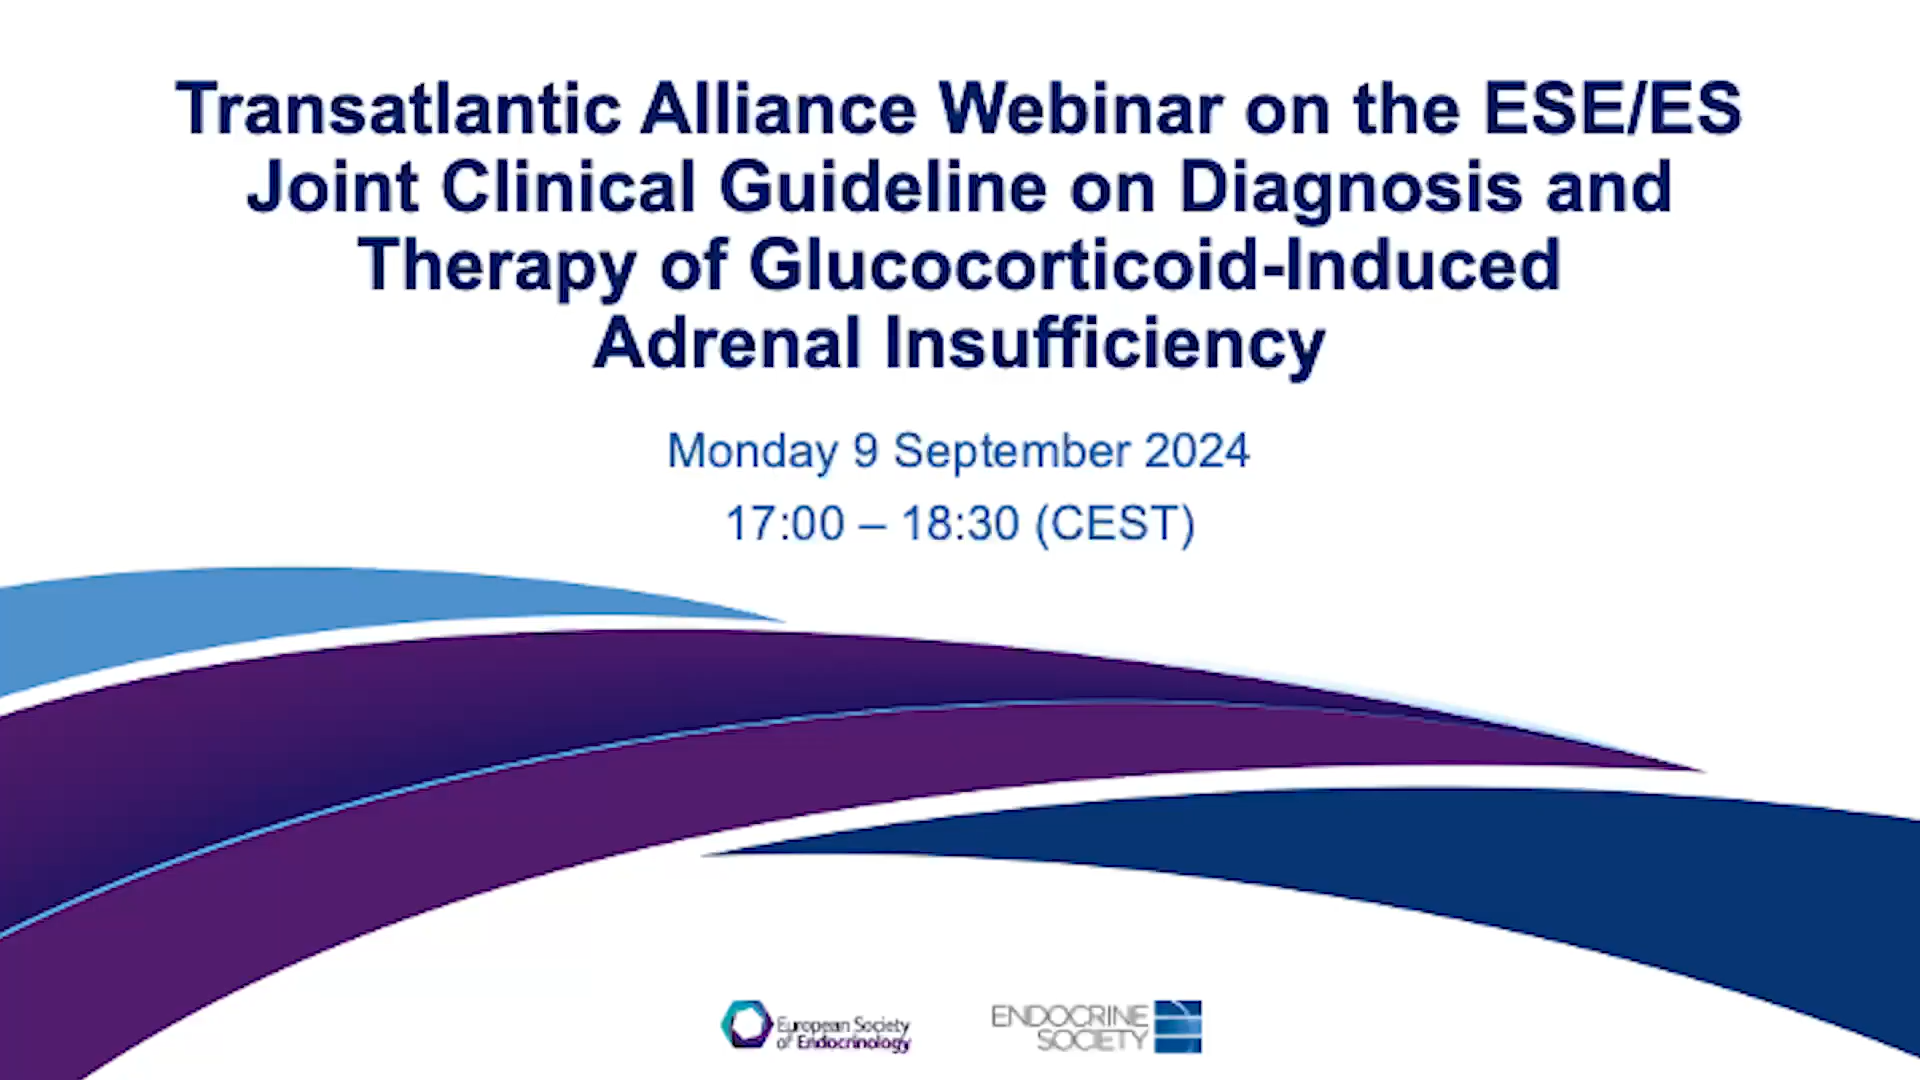 Transatlantic Alliance Webinar on the ESE/ES
Joint Clinical Guideline on Diagnosis and
Therapy of Glucocorticoid-Induced
Adrenal Insufficiency
Monday 9 September 2024
17:00 – 18:30 (CEST)
European Society
of Endocrinology
ENDOCRINE
SOCIETY